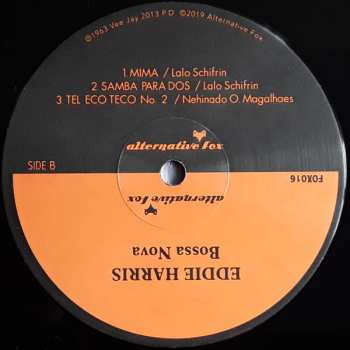 ©1963 Vee Jay 2013 P.D ©2019 Alternative Fox
1 MIMA / Lalo Schifrin
2 SAMBA PARA DOS / Lalo Schifrin
3 TEL ECO TECO No. 2 / Nehinado O. Magalhaes
alternative fox
SIDE B
FOX016
alternative fox
EDDIE HARRIS
Bossa Nova